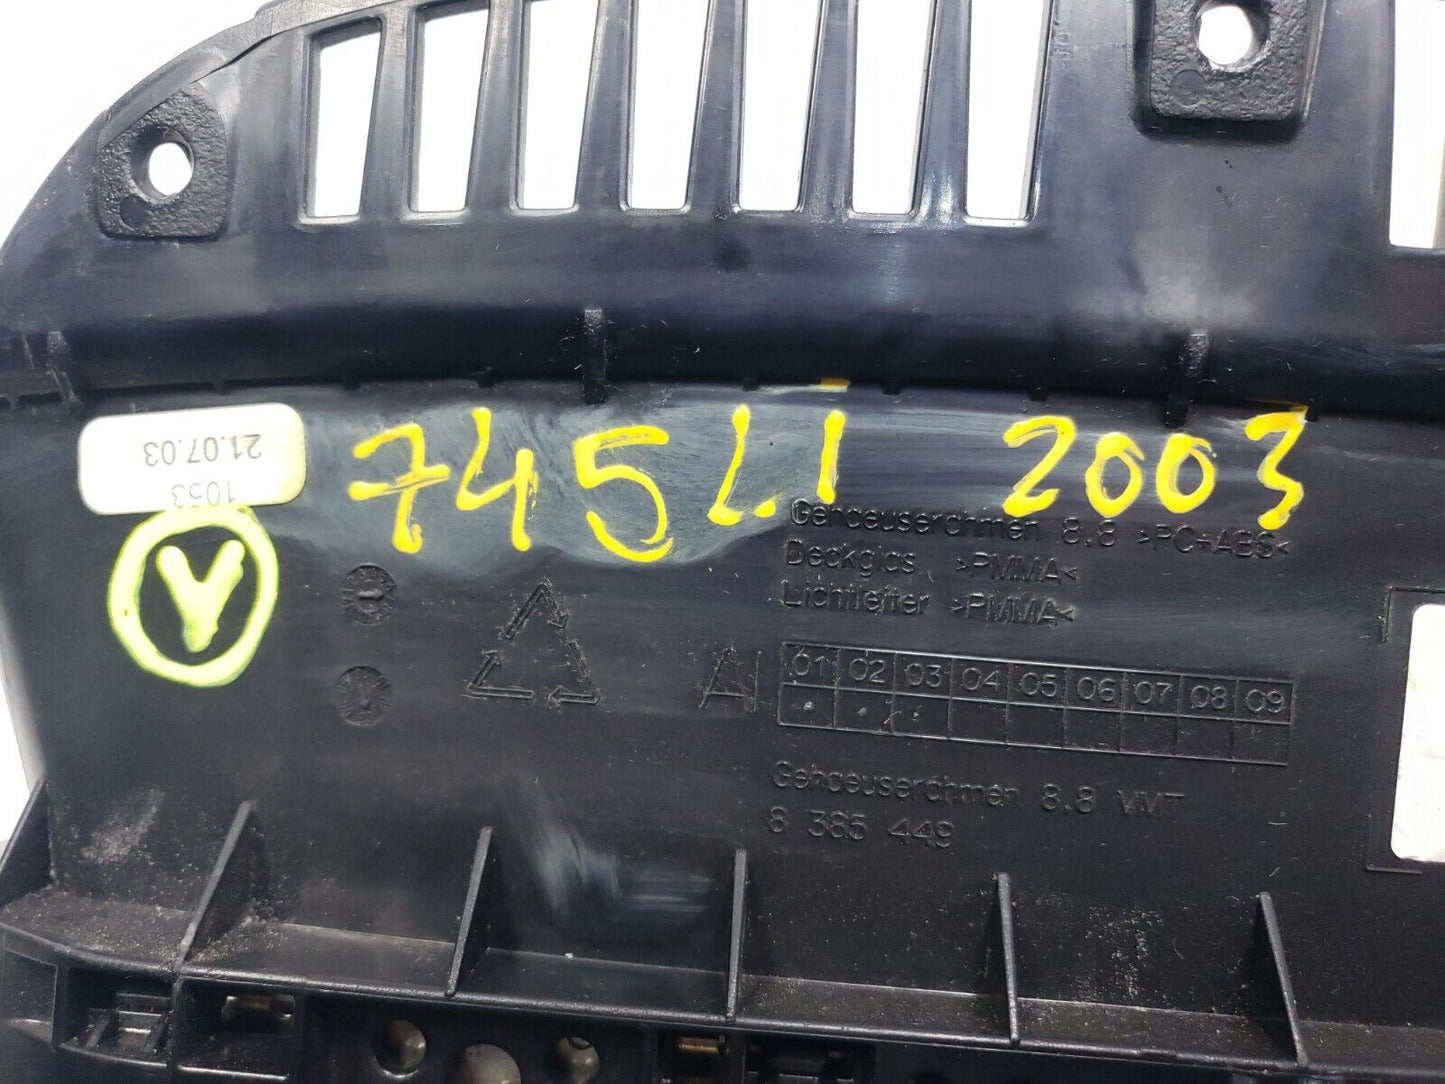 745Li 2003
1053
21.07.03
V
Gehaeuserahmen 8.8 >PC+ABS<
Deckglas >PMMA<
Lichtleiter >PMMA<
AI 01 02 03 04 05 06 07 08 09
Gehaeuserahmen 8.8 VMT
8 385 449